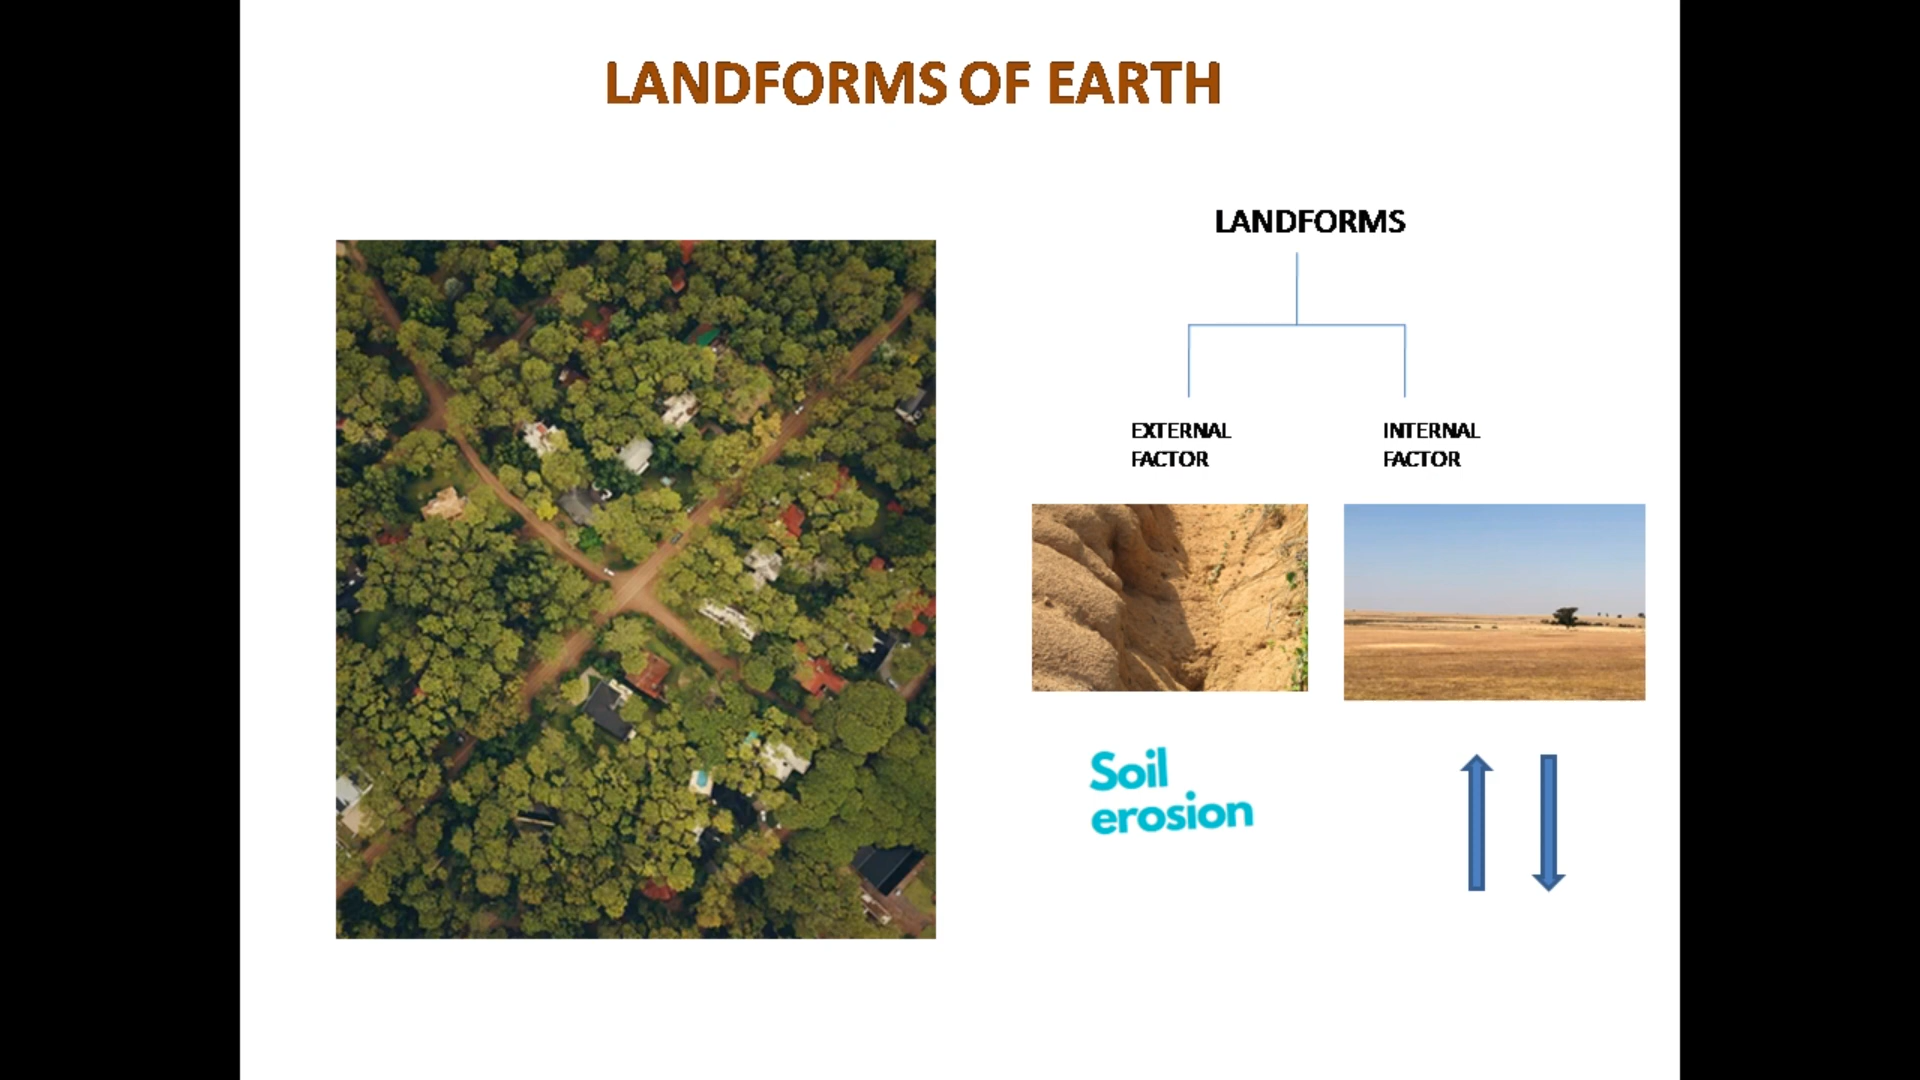 LANDFORMS OF EARTH
LANDFORMS
EXTERNAL
FACTOR
INTERNAL
FACTOR
Soil
erosion